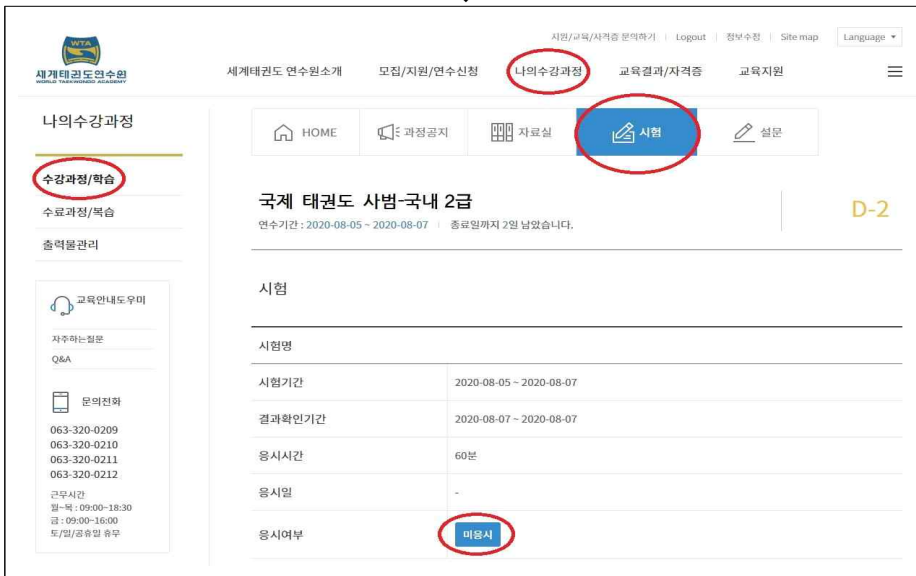 지원/교육/자격증 문의하기 Logout 정보수정 Site map Language
WTA
세계태권도연수원
WORLD TAEKWONDO ACADEMY
세계태권도 연수원소개 모집/지원/연수신청 나의수강과정 교육결과/자격증 교육지원
나의수강과정
HOME 과정공지 자료실 시험 설문
수강과정/학습
수료과정/복습
출력물관리
국제 태권도 사범-국내 2급
D-2
연수기간 : 2020-08-05 ~ 2020-08-07 종료일까지 2일 남았습니다.
시험
교육안내도우미
자주하는질문
Q&A
문의전화
063-320-0209
063-320-0210
063-320-0211
063-320-0212
근무시간
월~목 : 09:00~18:30
금 : 09:00~16:00
토/일/공휴일 휴무
시험명
시험기간 2020-08-05 ~ 2020-08-07
결과확인기간 2020-08-07 ~ 2020-08-07
응시시간 60분
응시일 -
응시여부 미응시